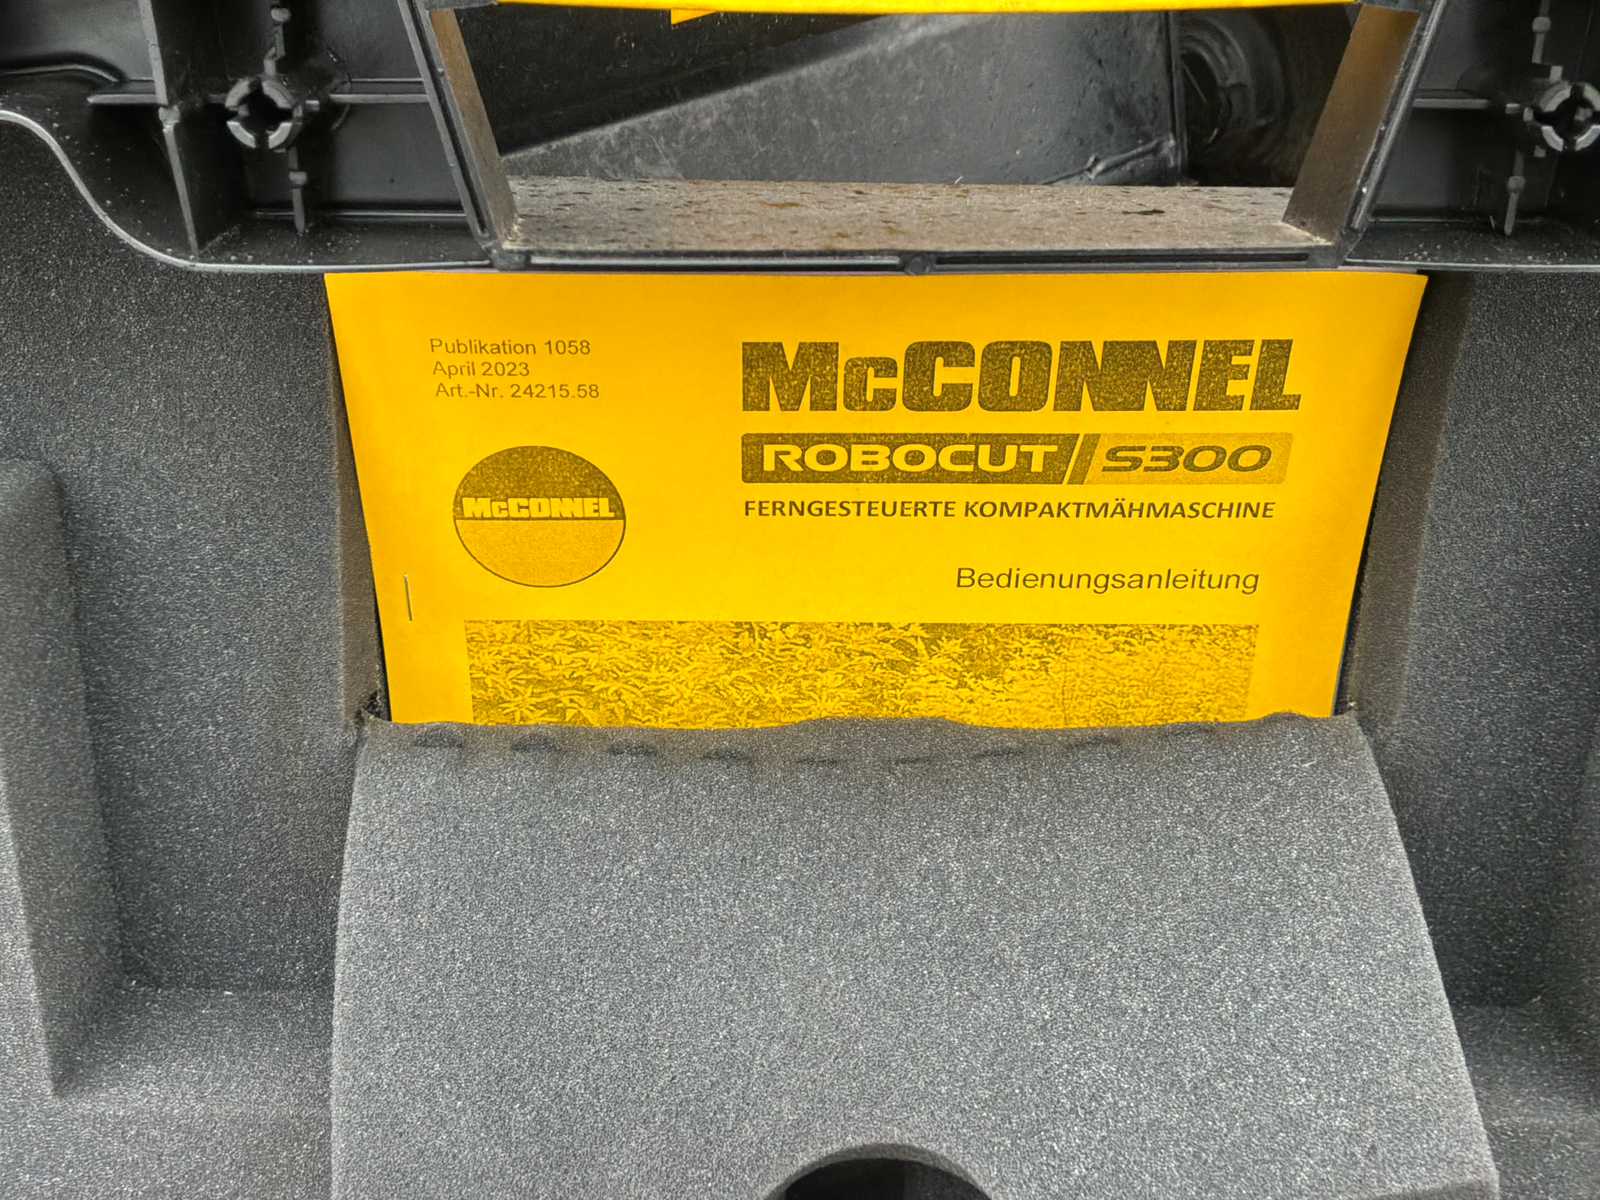 Publikation 1058
April 2023
Art.-Nr. 24215.58
McCONNEL
McCONNEL
ROBOCUT/S300
FERNGESTEUERTE KOMPAKTMÄHMASCHINE
Bedienungsanleitung